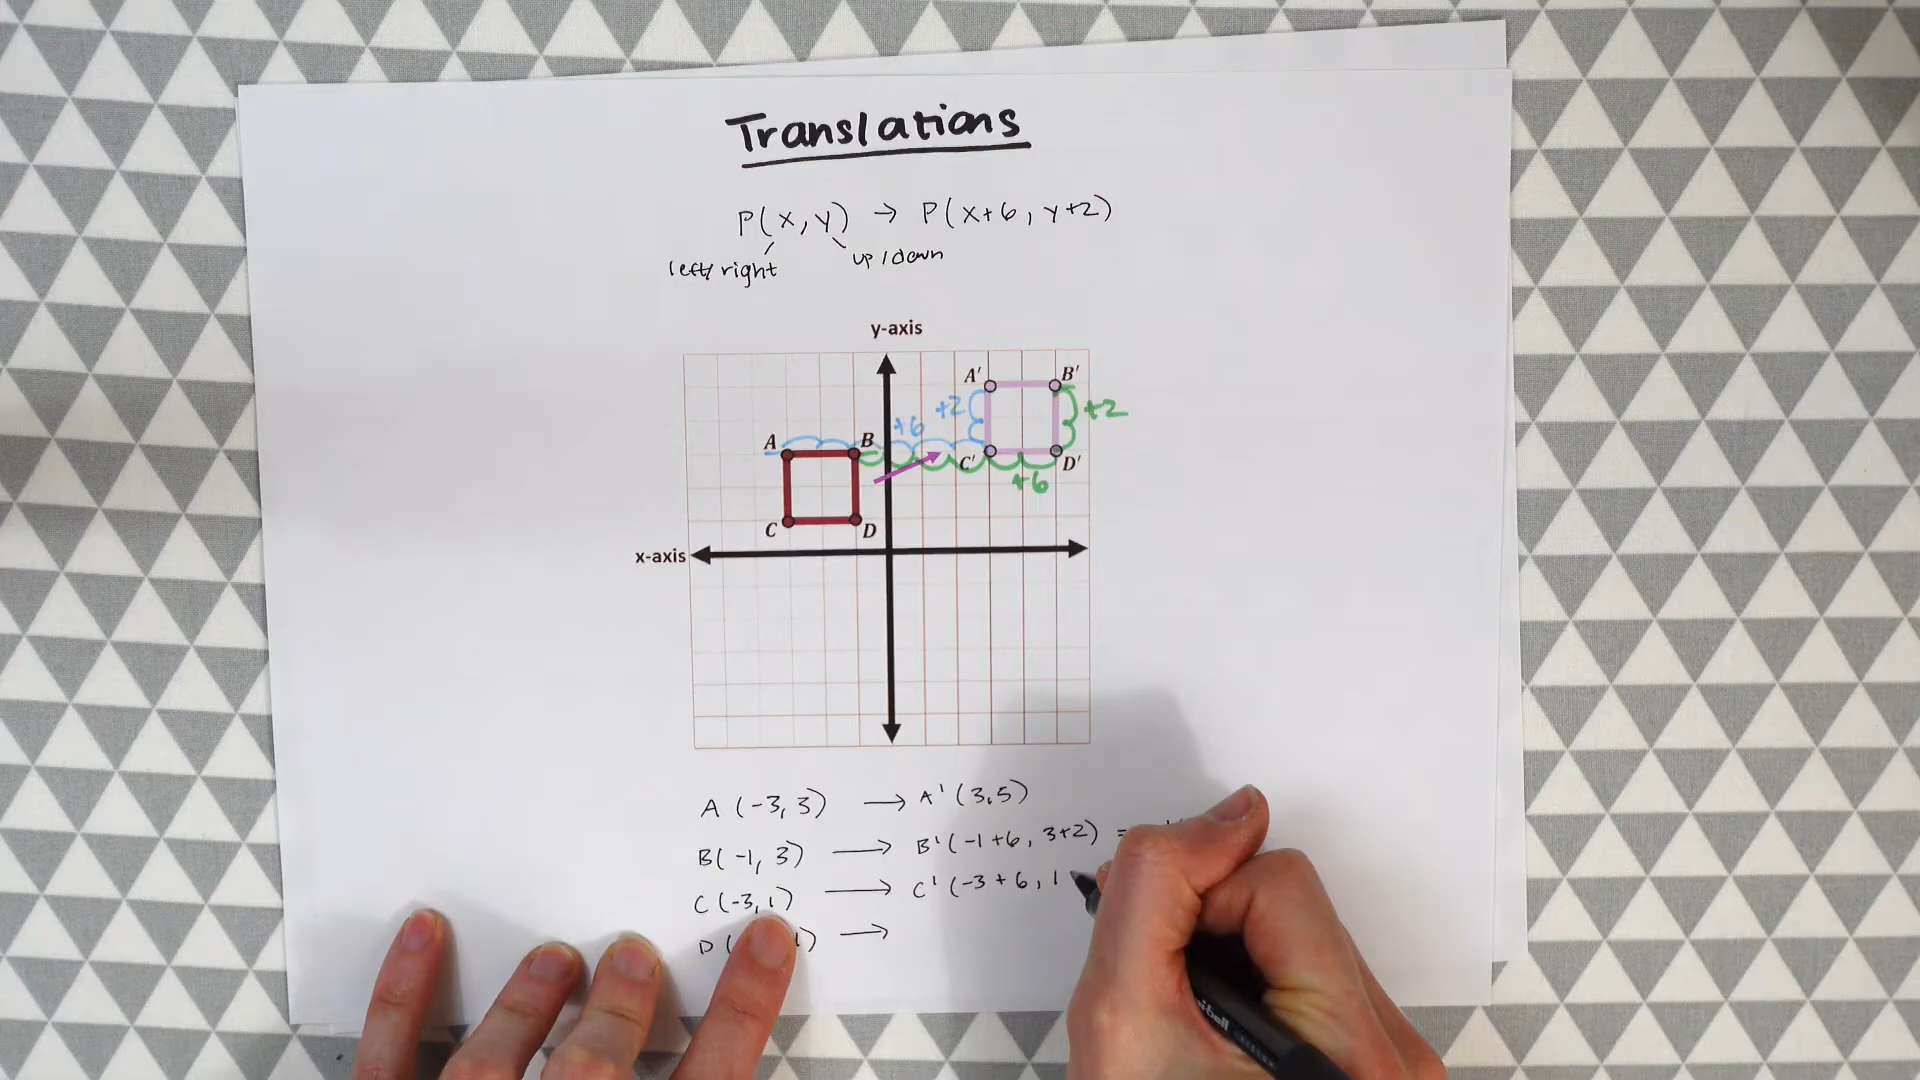 Translations
P(x,y) → P(x+6, y+2)
left/right
up/down
y-axis
A' B'
+2 +2
+6
A B
C' D'
+6
C D
x-axis
A (-3, 3) → A' (3,5)
B(-1, 3) → B' (-1+6, 3+2) =
C (-3, 1) → C' (-3+6, 1
D ( 1) →